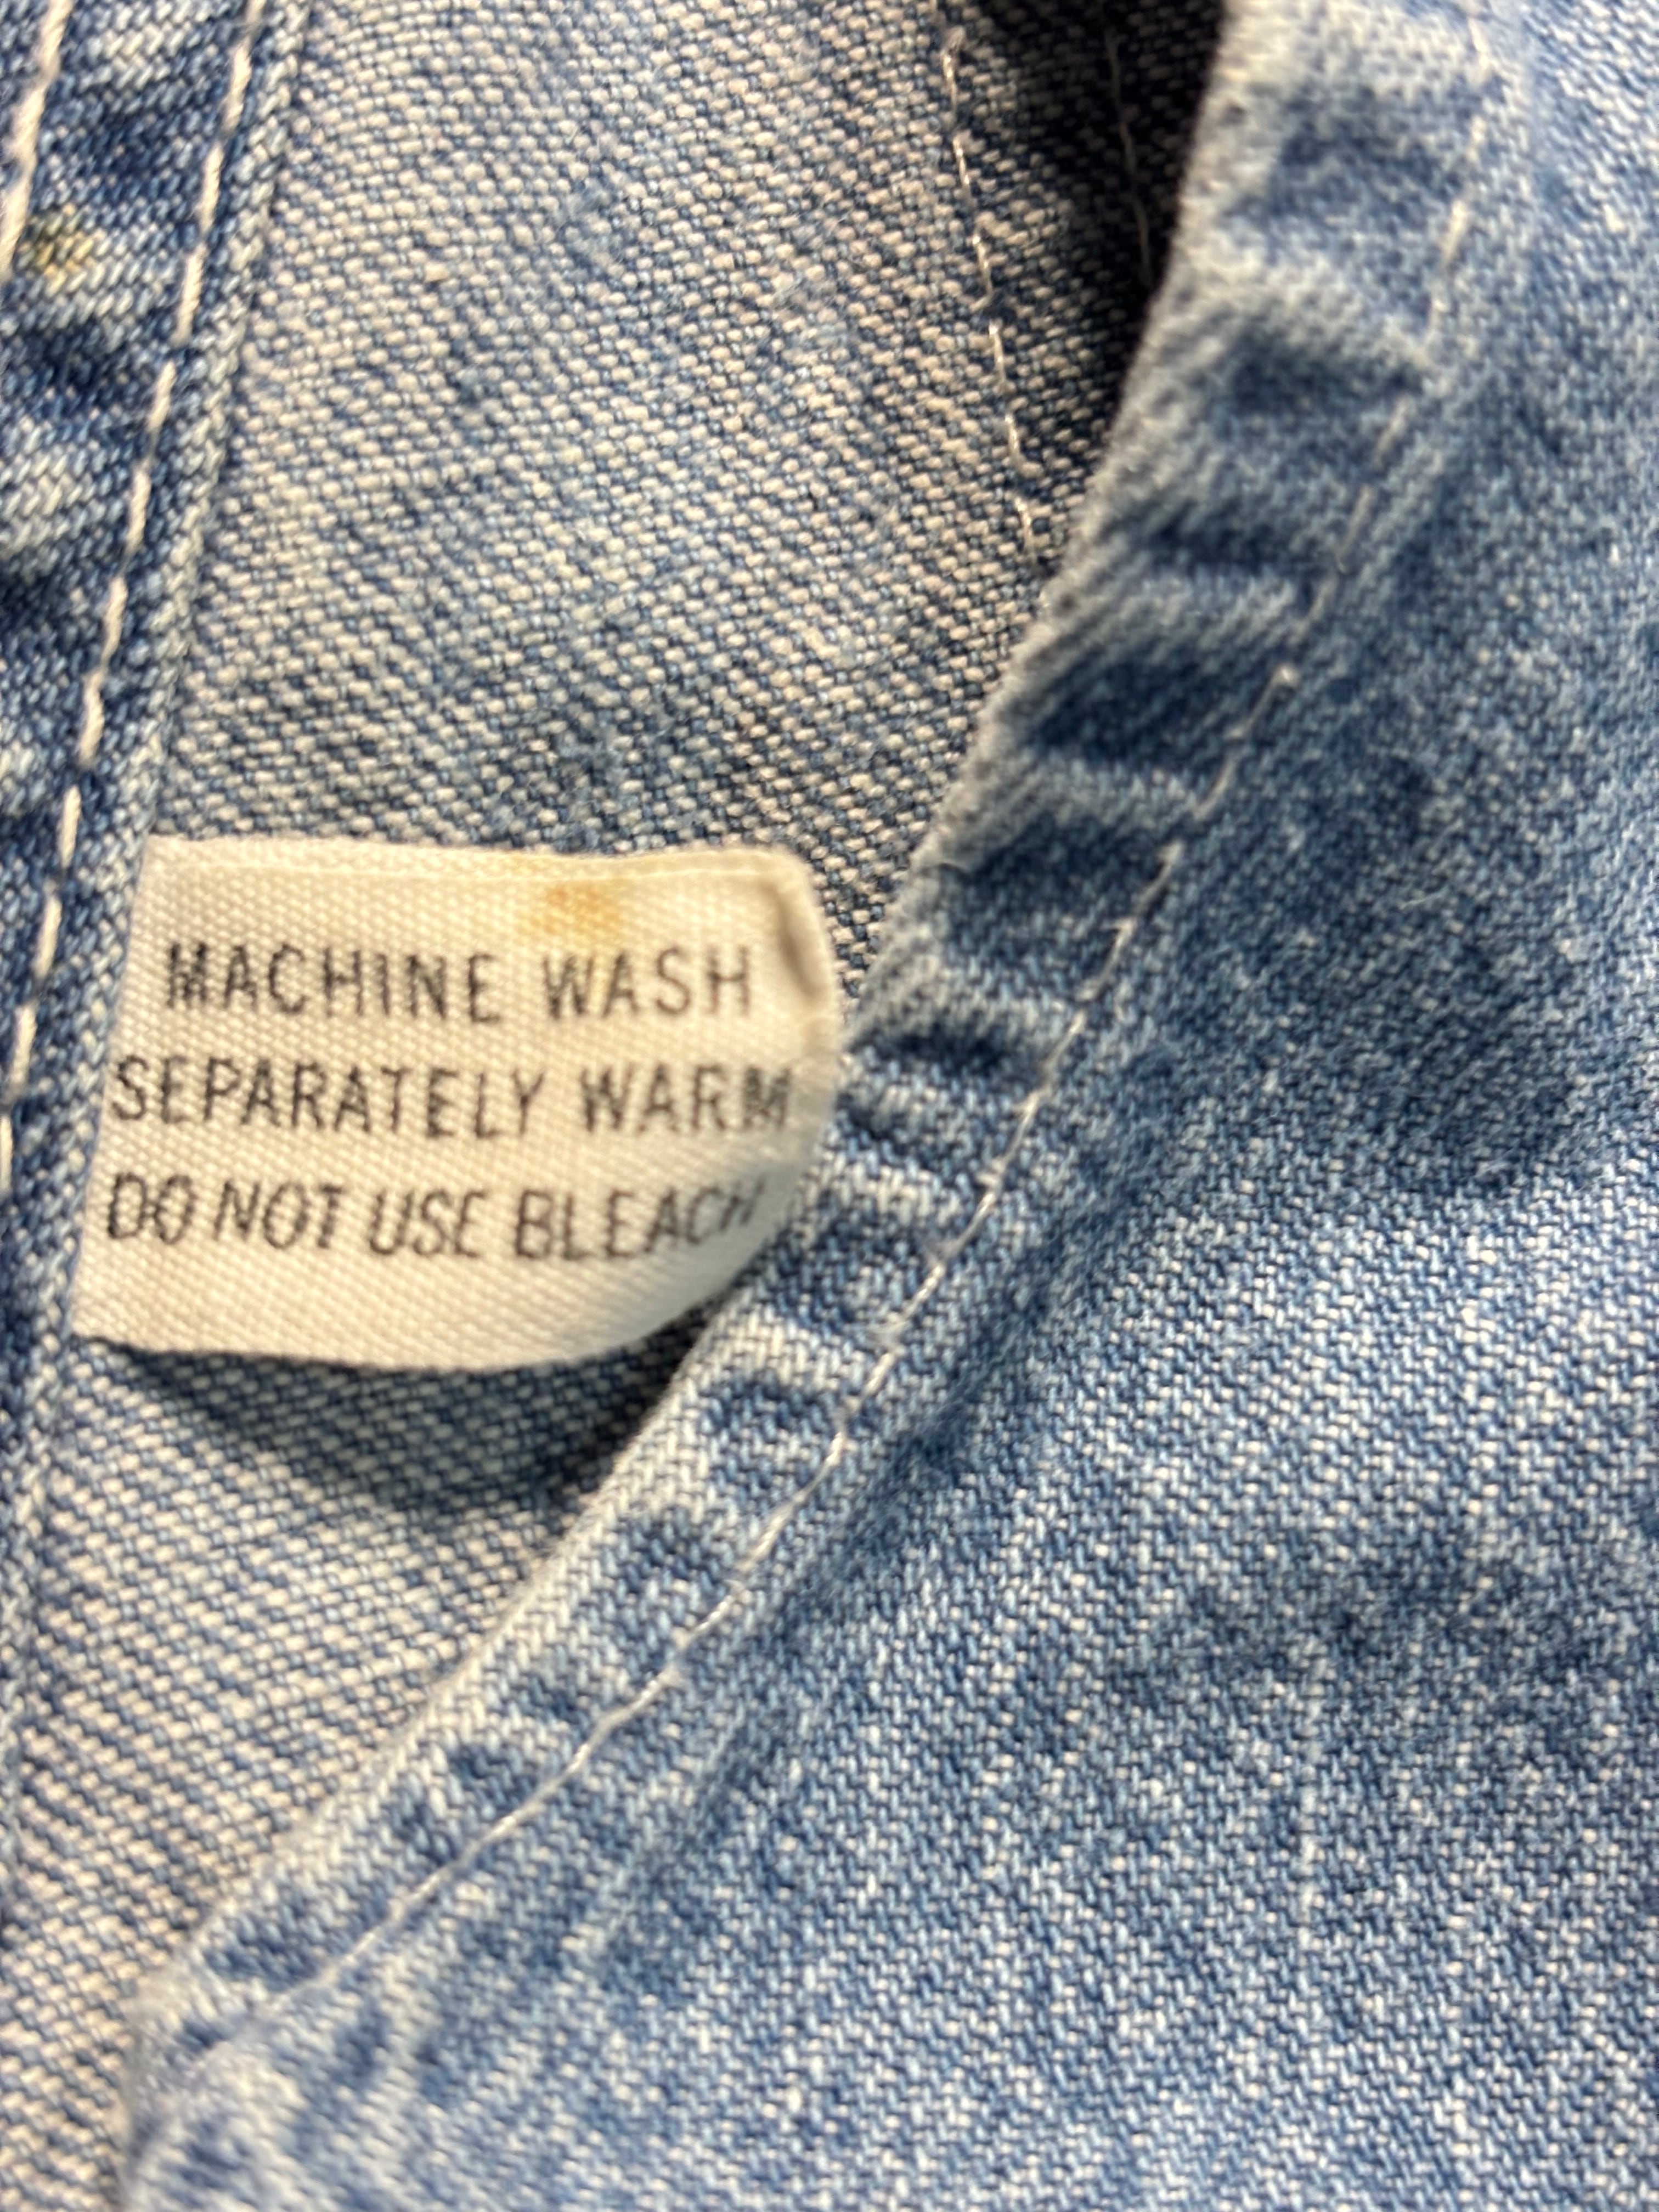 MACHINE WASH
SEPARATELY WARM
DO NOT USE BLEACH